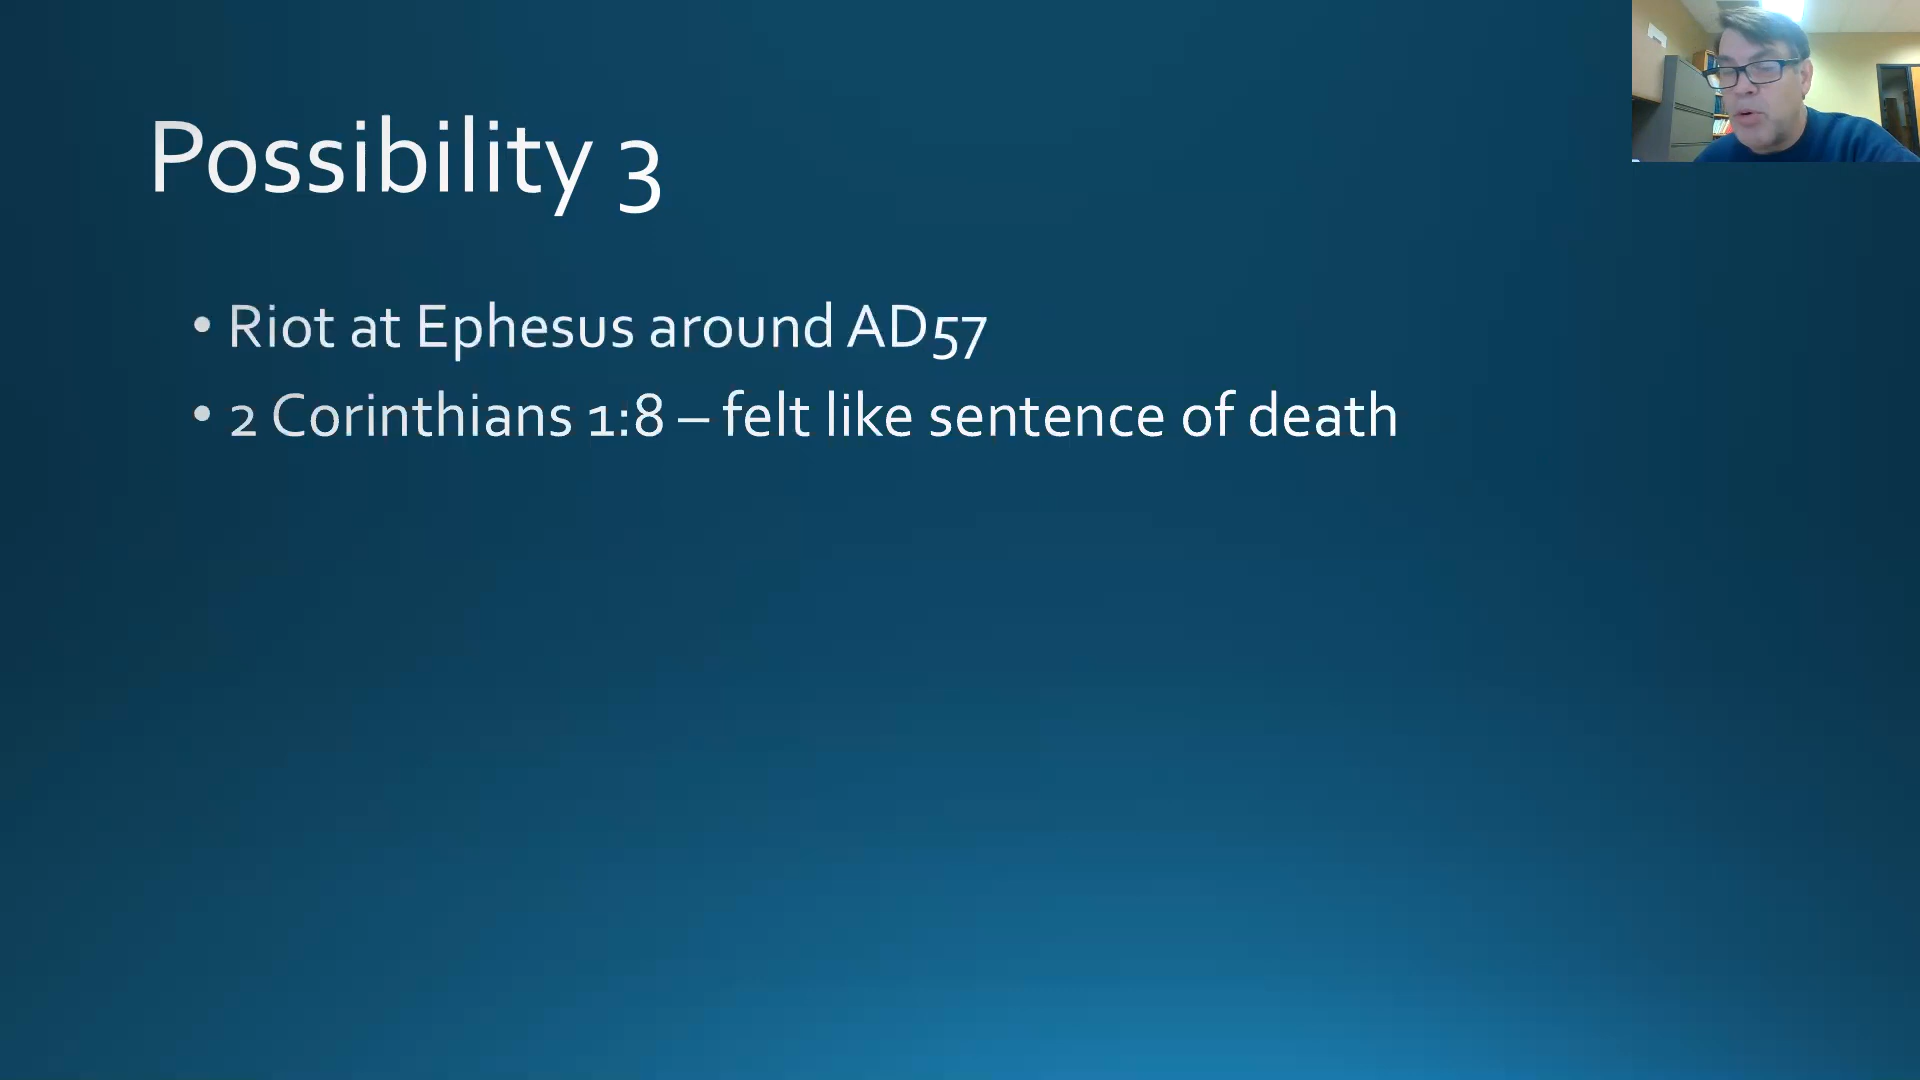 Possibility 3
• Riot at Ephesus around AD57
• 2 Corinthians 1:8 – felt like sentence of death